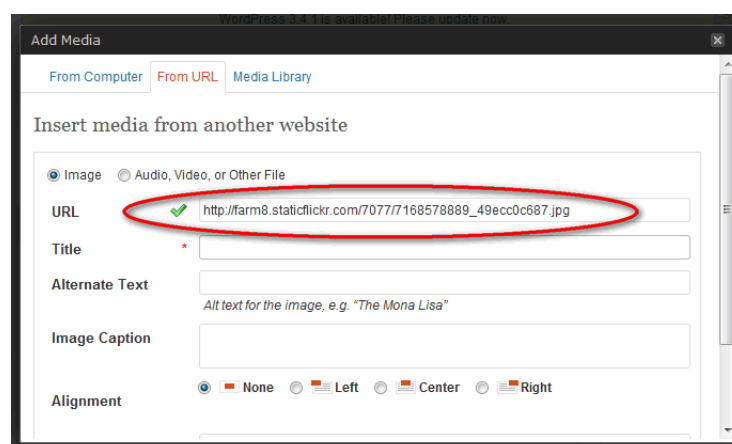 WordPress 3.4.1 is available! Please update now.
Add Media
From Computer From URL Media Library
Insert media from another website
Image Audio, Video, or Other File
URL http://farm8.staticflickr.com/7077/7168578889_49ecc0c687.jpg
Title *
Alternate Text
Alt text for the image, e.g. “The Mona Lisa”
Image Caption
Alignment None Left Center Right